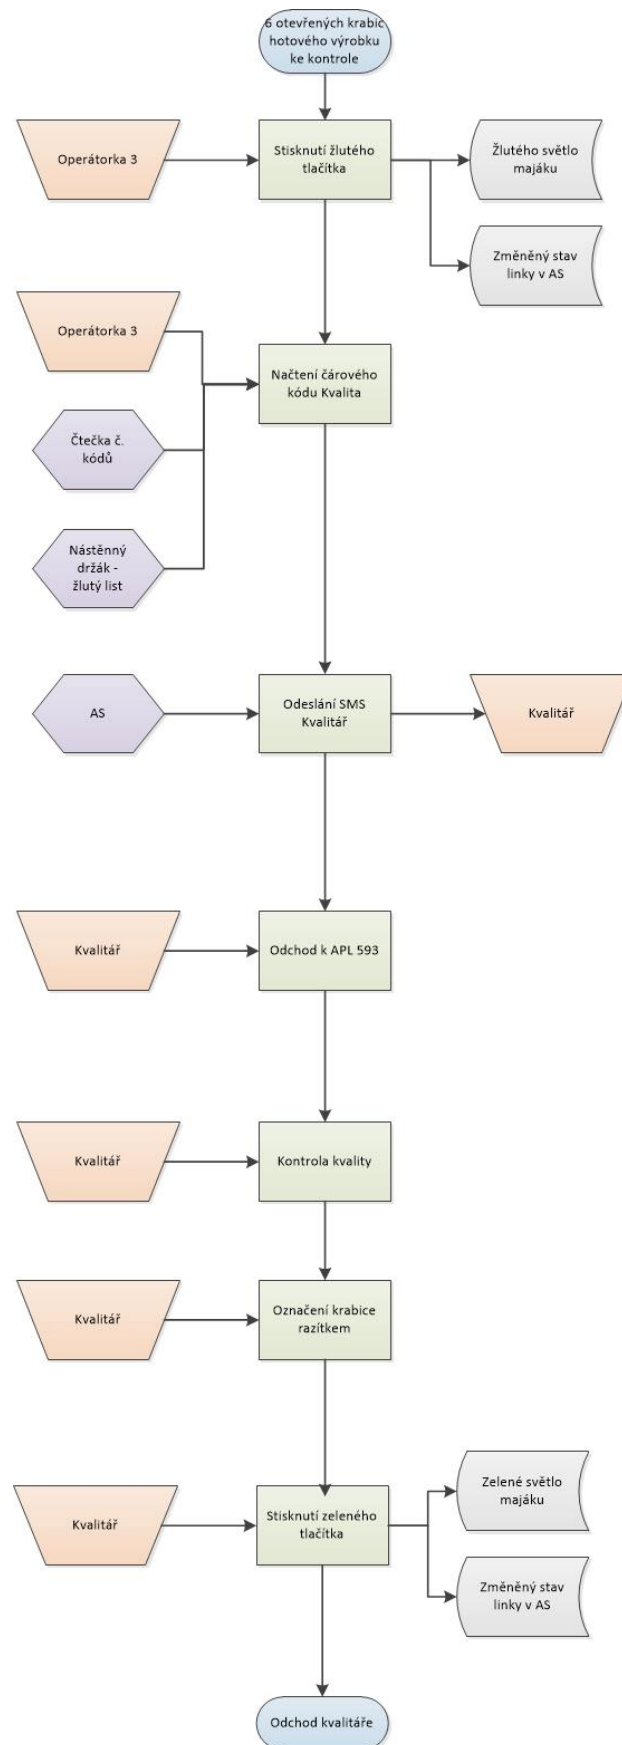 6 otevřených krabic
hotového výrobku
ke kontrole
Operátorka 3
Stisknutí žlutého
tlačítka
Žlutého světlo
majáku
Změněný stav
linky v AS
Operátorka 3
Načtení čárového
kódu Kvalita
Čtečka č.
kódů
Nástěnný
držák -
žlutý list
AS
Odeslání SMS
Kvalitář
Kvalitář
Kvalitář
Odchod k APL 593
Kvalitář
Kontrola kvality
Kvalitář
Označení krabice
razítkem
Kvalitář
Stisknutí zeleného
tlačítka
Zelené světlo
majáku
Změněný stav
linky v AS
Odchod kvalitáře